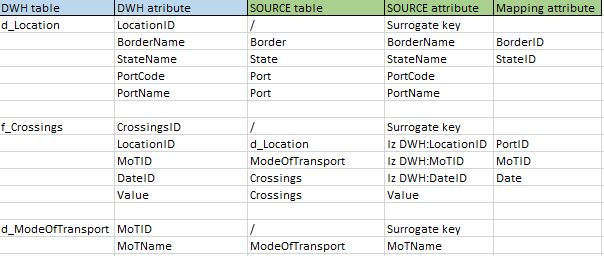 DWH table DWH atribute SOURCE table SOURCE attribute Mapping attribute
d_Location LocationID / Surrogate key
BorderName Border BorderName BorderID
StateName State StateName StateID
PortCode Port PortCode
PortName Port PortName
f_Crossings CrossingsID / Surrogate key
LocationID d_Location Iz DWH:LocationID PortID
MoTID ModeOfTransport Iz DWH:MoTID MoTID
DateID Crossings Iz DWH:DateID Date
Value Crossings Value
d_ModeOfTransport MoTID / Surrogate key
MoTName ModeOfTransport MoTName